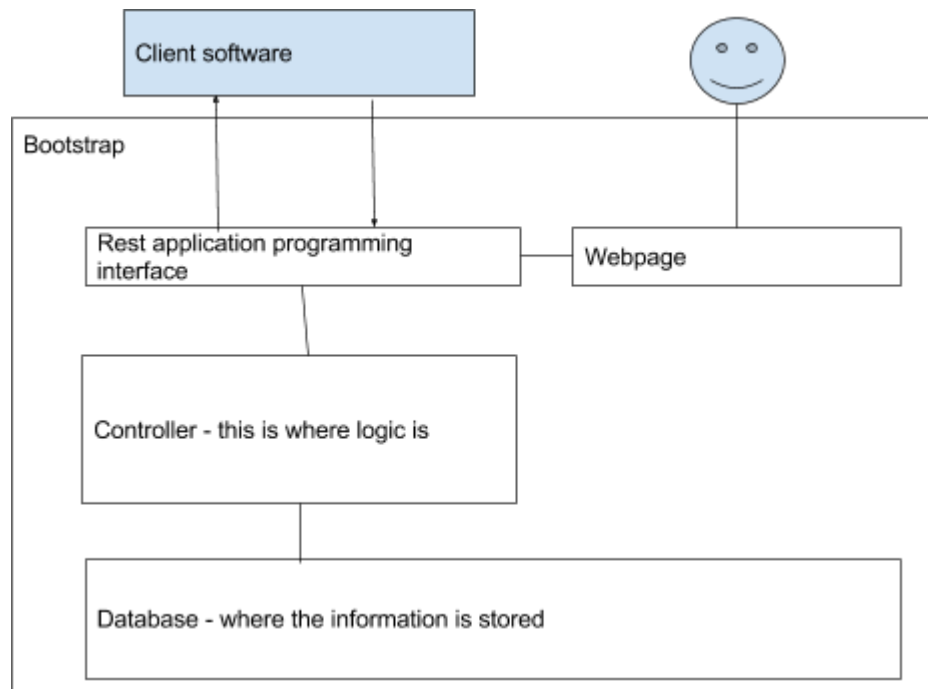 Client software
Bootstrap
Rest application programming
interface
Webpage
Controller - this is where logic is
Database - where the information is stored